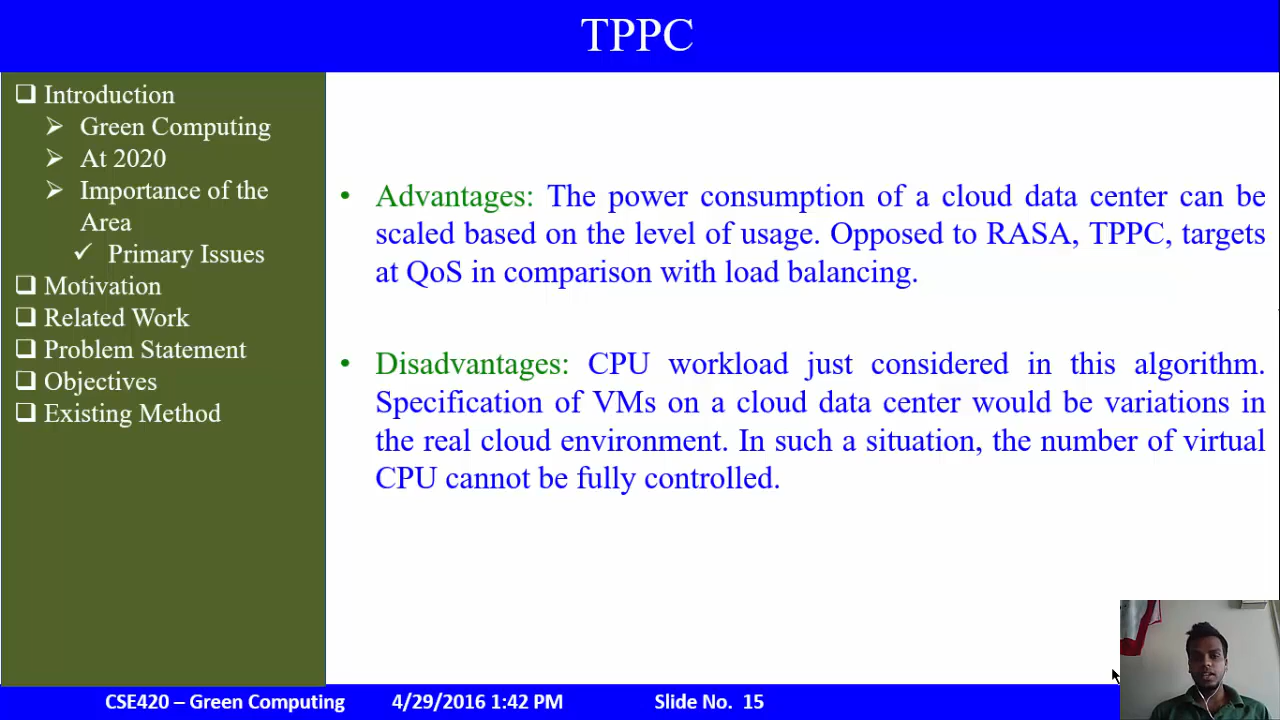 TPPC
❑ Introduction
➢ Green Computing
➢ At 2020
➢ Importance of the
Area
✓ Primary Issues
❑ Motivation
❑ Related Work
❑ Problem Statement
❑ Objectives
❑ Existing Method
• Advantages: The power consumption of a cloud data center can be
scaled based on the level of usage. Opposed to RASA, TPPC, targets
at QoS in comparison with load balancing.
• Disadvantages: CPU workload just considered in this algorithm.
Specification of VMs on a cloud data center would be variations in
the real cloud environment. In such a situation, the number of virtual
CPU cannot be fully controlled.
CSE420 – Green Computing 4/29/2016 1:42 PM Slide No. 15